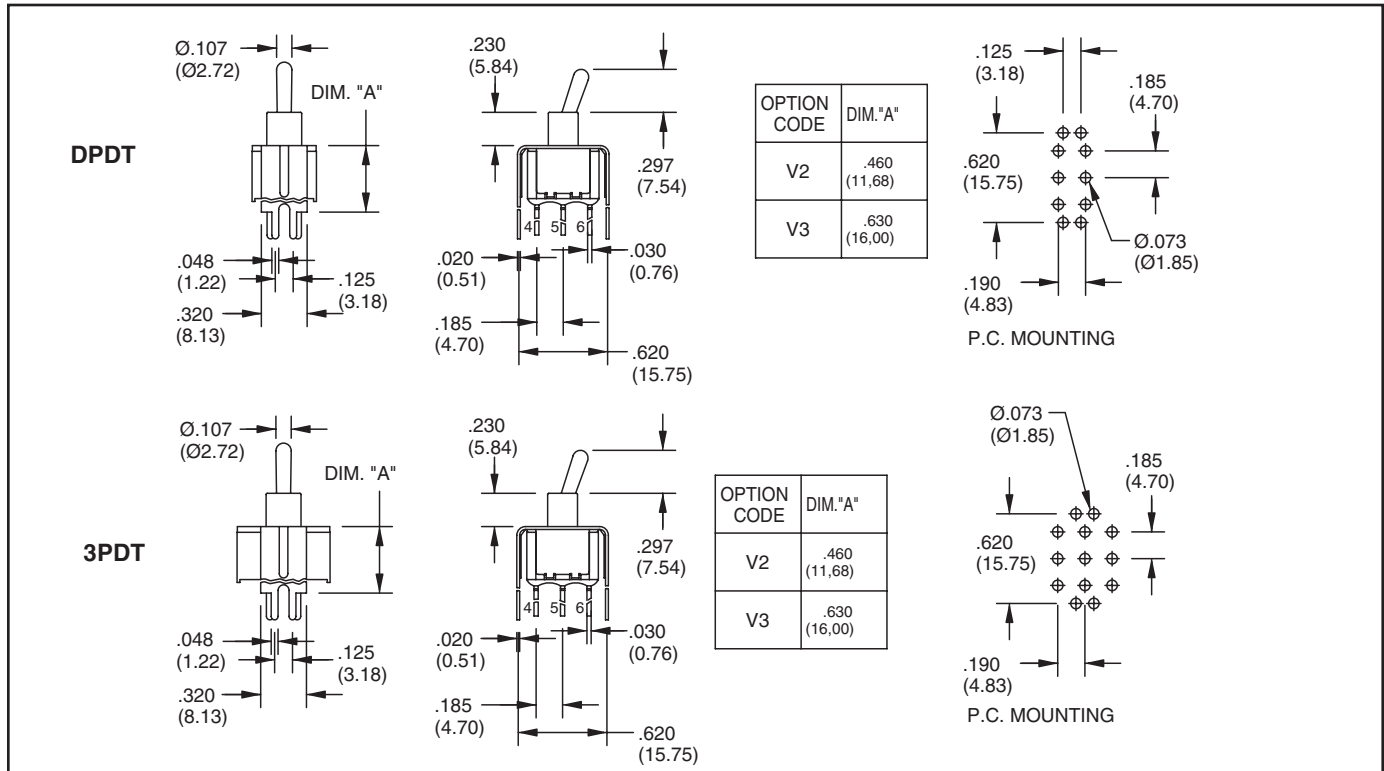 DPDT
Ø.107
(Ø2.72)
DIM. "A"
.048
(1.22)
.125
(3.18)
.320
(8.13)
.230
(5.84)
.297
(7.54)
4 5 6
.020
(0.51)
.030
(0.76)
.185
(4.70)
.620
(15.75)
OPTION CODE DIM."A"
V2 .460 (11,68)
V3 .630 (16,00)
.125
(3.18)
.185
(4.70)
.620
(15.75)
Ø.073
(Ø1.85)
.190
(4.83)
P.C. MOUNTING
3PDT
Ø.107
(Ø2.72)
DIM. "A"
.048
(1.22)
.125
(3.18)
.320
(8.13)
.230
(5.84)
.297
(7.54)
4 5 6
.020
(0.51)
.030
(0.76)
.185
(4.70)
.620
(15.75)
OPTION CODE DIM."A"
V2 .460 (11,68)
V3 .630 (16,00)
Ø.073
(Ø1.85)
.185
(4.70)
.620
(15.75)
.190
(4.83)
P.C. MOUNTING